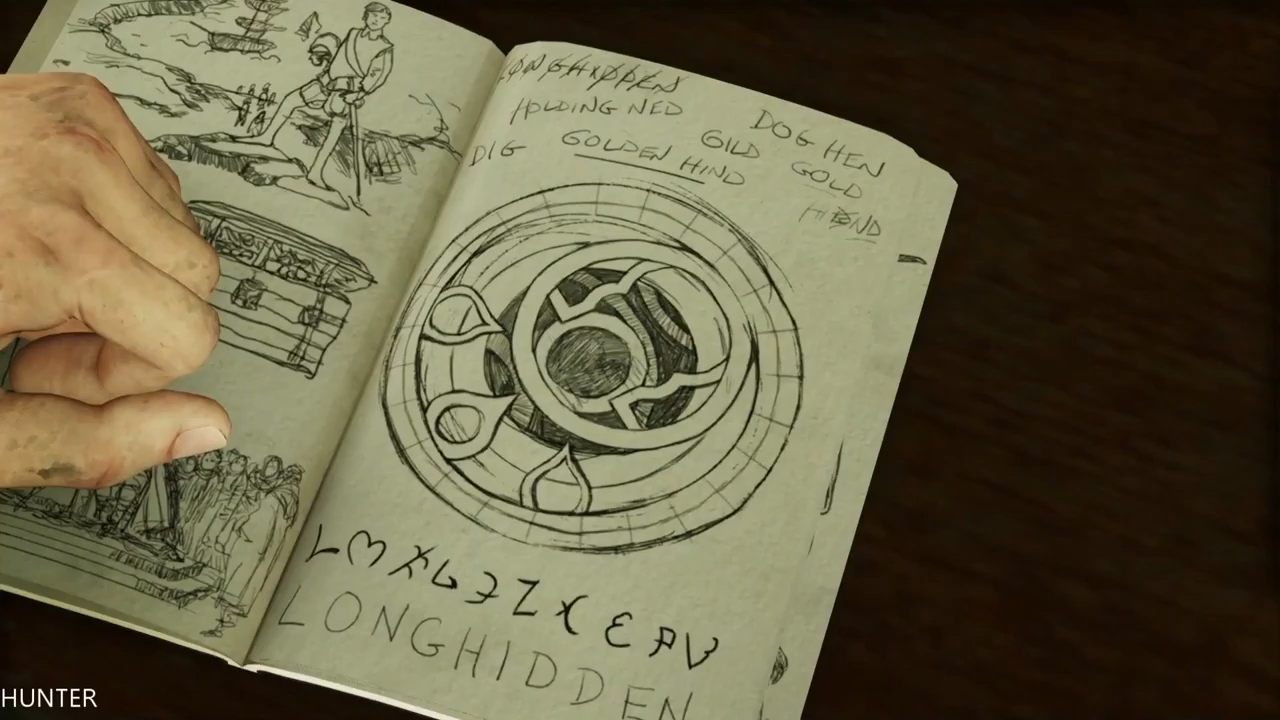 LONGHIDDEN
HOLDING NED
DOG HEN
DIG
GOLDEN HIND
GILD
GOLD
HIND
LONGHIDDEN
HUNTER